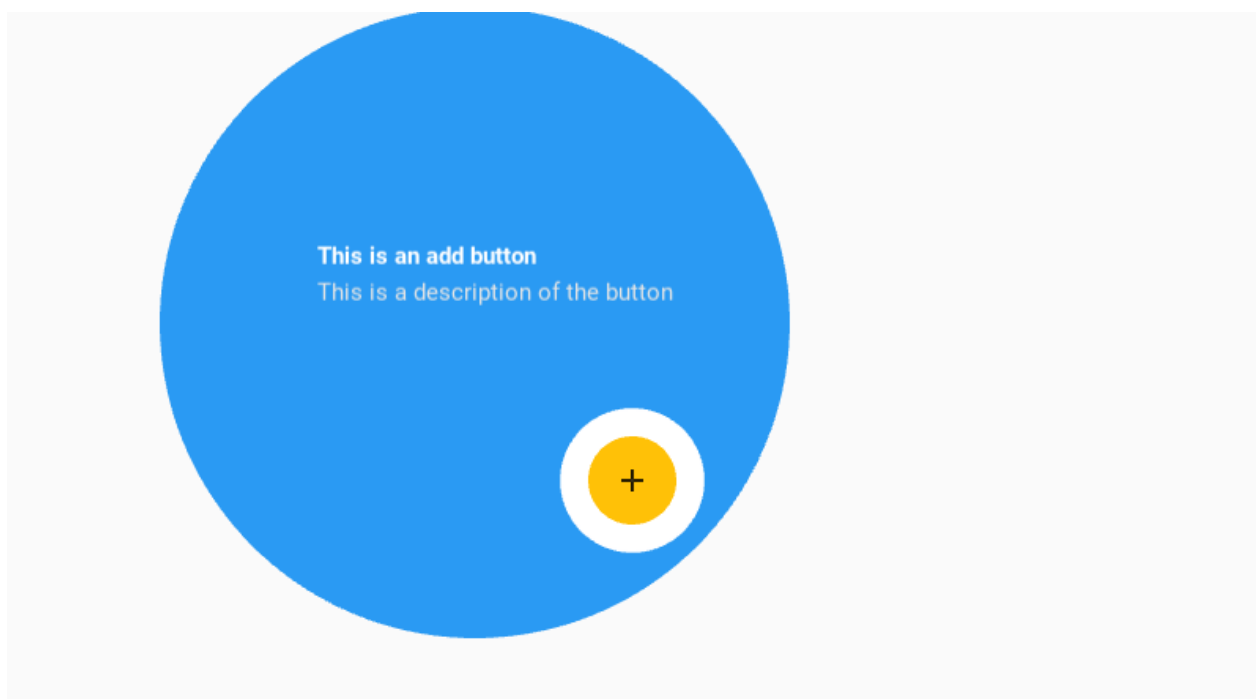 This is an add button
This is a description of the button
+